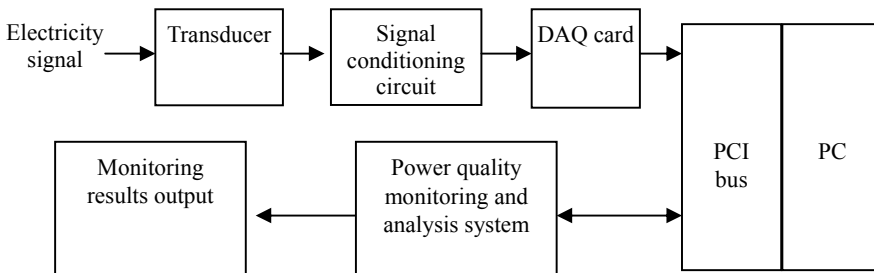 Electricity
signal
Transducer
Signal
conditioning
circuit
DAQ card
PCI
bus
PC
Monitoring
results output
Power quality
monitoring and
analysis system